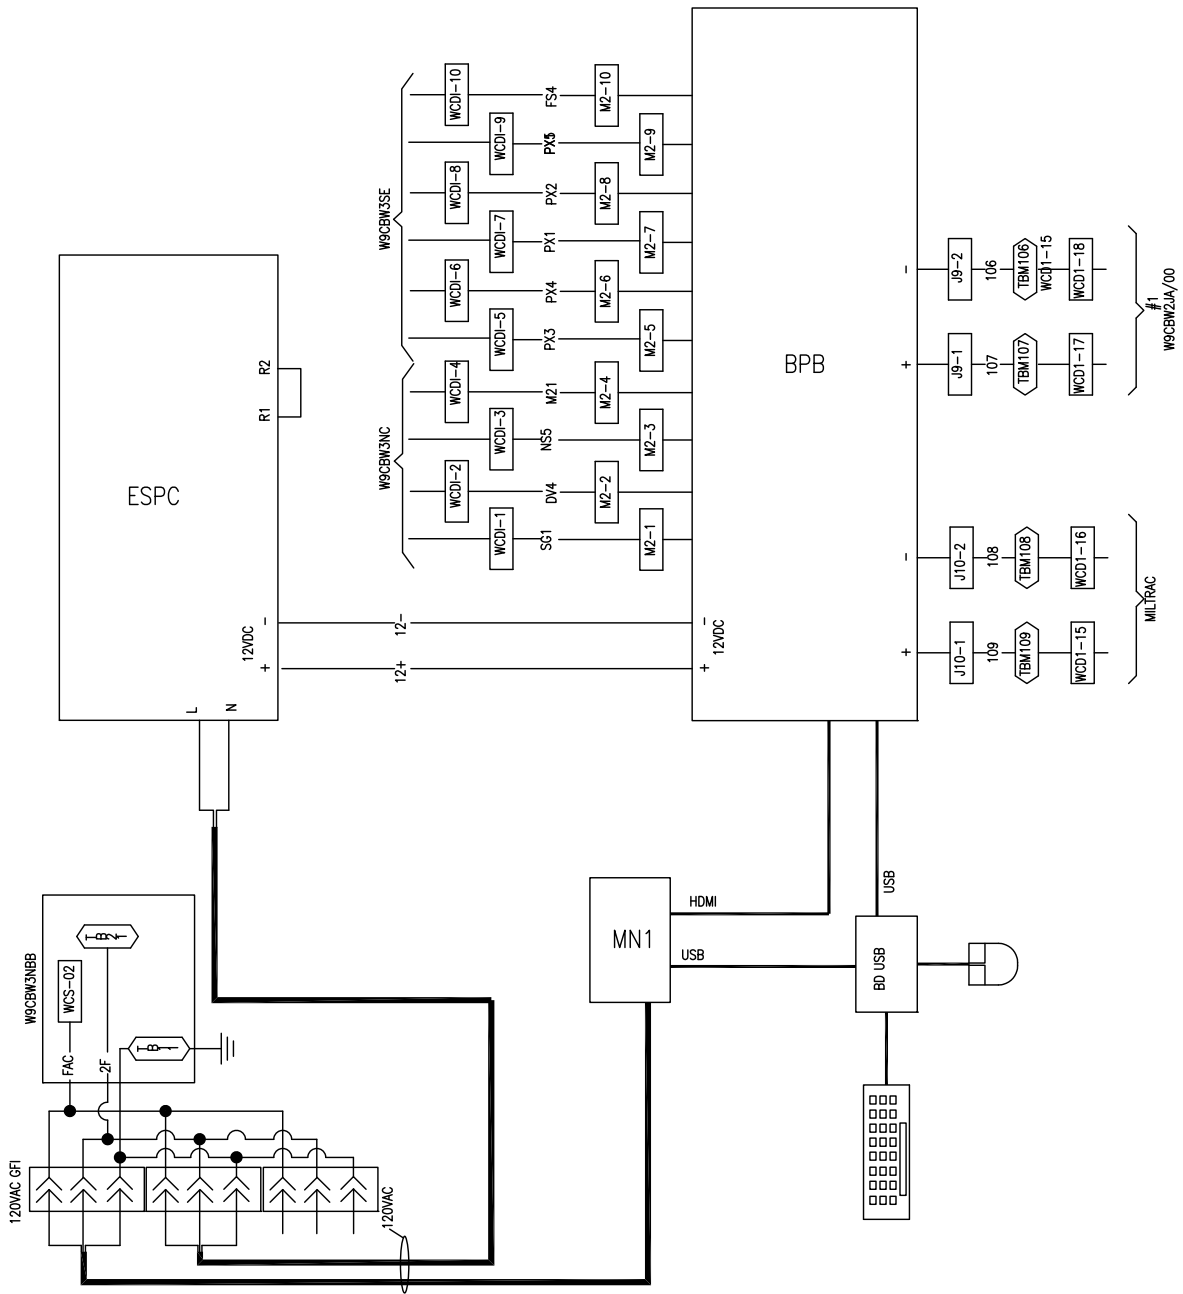 ESPC
R1
R2
12VDC
+
-
L
N
12+
12-
W9CBW3SE
WCDI-10
FS4
M2-10
WCDI-9
M2-9
WCDI-8
PX2
M2-8
WCDI-7
PX1
M2-7
WCDI-6
PX4
M2-6
WCDI-5
PX3
M2-5
W9CBW3NC
WCDI-4
M21
M2-4
WCDI-3
NS5
M2-3
WCDI-2
DV4
M2-2
WCDI-1
SG1
M2-1
BPB
12VDC
+
-
-
J9-2
106
TBM106
WCD1-15
WCD1-18
+
J9-1
107
TBM107
WCD1-17
#1
W9CBW2JA/00
-
J10-2
108
TBM108
WCD1-16
+
J10-1
109
TBM109
WCD1-15
MILTRAC
W9CBW3NBB
WCS-02
TB21
TB1
FAC
2F
120VAC GFI
120VAC
MN1
HDMI
USB
USB
BD USB